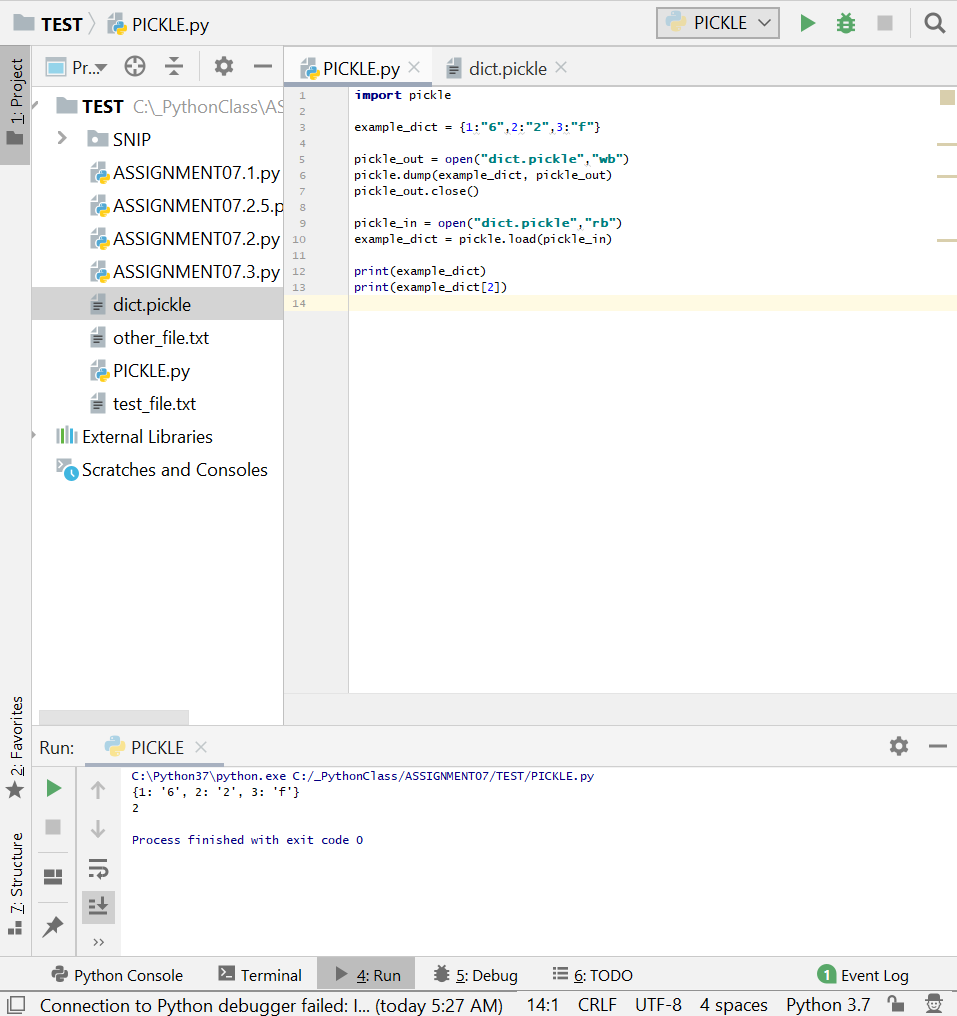 TEST PICKLE.py PICKLE
1: Project
Pr...
TEST C:\_PythonClass\AS
SNIP
ASSIGNMENT07.1.py
ASSIGNMENT07.2.5.p
ASSIGNMENT07.2.py
ASSIGNMENT07.3.py
dict.pickle
other_file.txt
PICKLE.py
test_file.txt
External Libraries
Scratches and Consoles
PICKLE.py dict.pickle
1 import pickle
2
3 example_dict = {1:"6",2:"2",3:"f"}
4
5 pickle_out = open("dict.pickle","wb")
6 pickle.dump(example_dict, pickle_out)
7 pickle_out.close()
8
9 pickle_in = open("dict.pickle","rb")
10 example_dict = pickle.load(pickle_in)
11
12 print(example_dict)
13 print(example_dict[2])
14
2: Favorites
7: Structure
Run: PICKLE
C:\Python37\python.exe C:/_PythonClass/ASSIGNMENT07/TEST/PICKLE.py
{1: '6', 2: '2', 3: 'f'}
2
Process finished with exit code 0
Python Console Terminal 4: Run 5: Debug 6: TODO 1 Event Log
Connection to Python debugger failed: I... (today 5:27 AM) 14:1 CRLF UTF-8 4 spaces Python 3.7